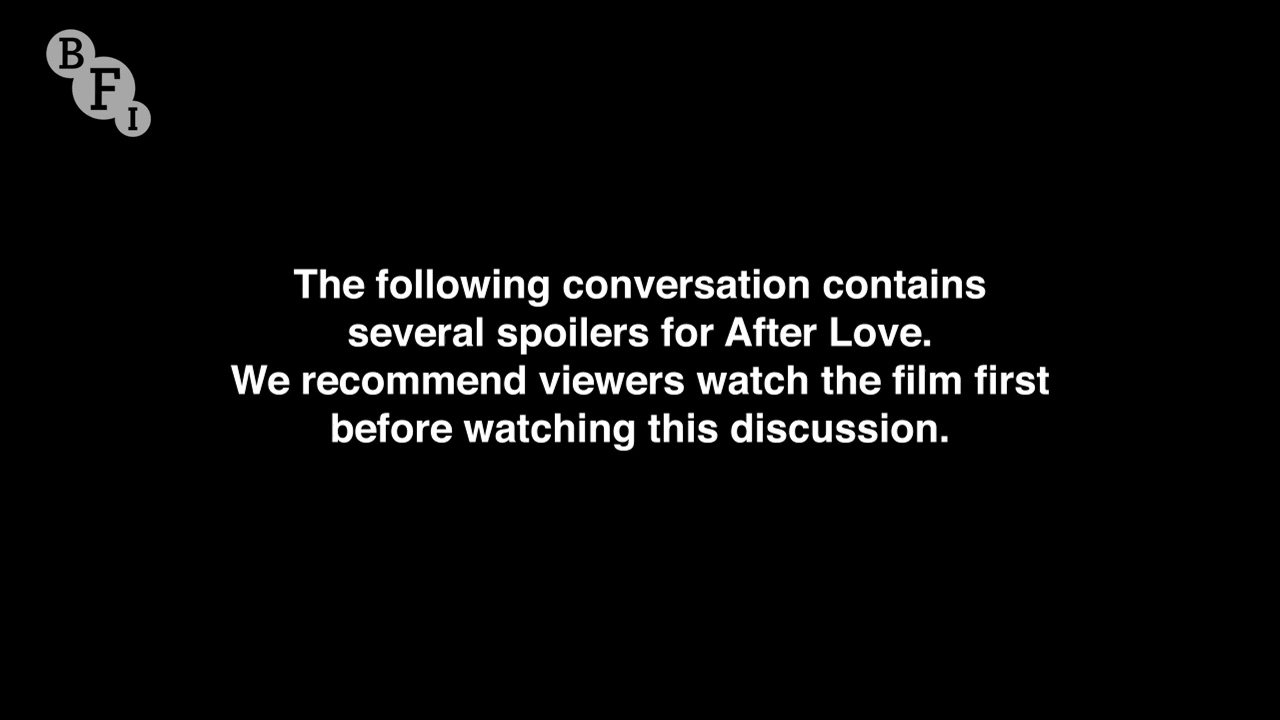 BFI
The following conversation contains
several spoilers for After Love.
We recommend viewers watch the film first
before watching this discussion.